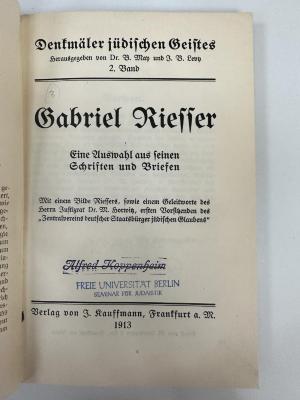 Denkmäler jüdischen Geistes
Herausgegeben von Dr. B. May und J. B. Levy
2. Band
2
Gabriel Riesser
Eine Auswahl aus seinen
Schriften und Briefen
Mit einem Bilde Riessers, sowie einem Geleitworte des
Herrn Justizrat Dr. M. Horwitz, ersten Vorsitzenden des
„Zentralvereins deutscher Staatsbürger jüdischen Glaubens"
Alfred Koppenheim
FREIE UNIVERSITÄT BERLIN
SEMINAR FÜR JUDAISTIK
Verlag von J. Kauffmann, Frankfurt a. M.
1913